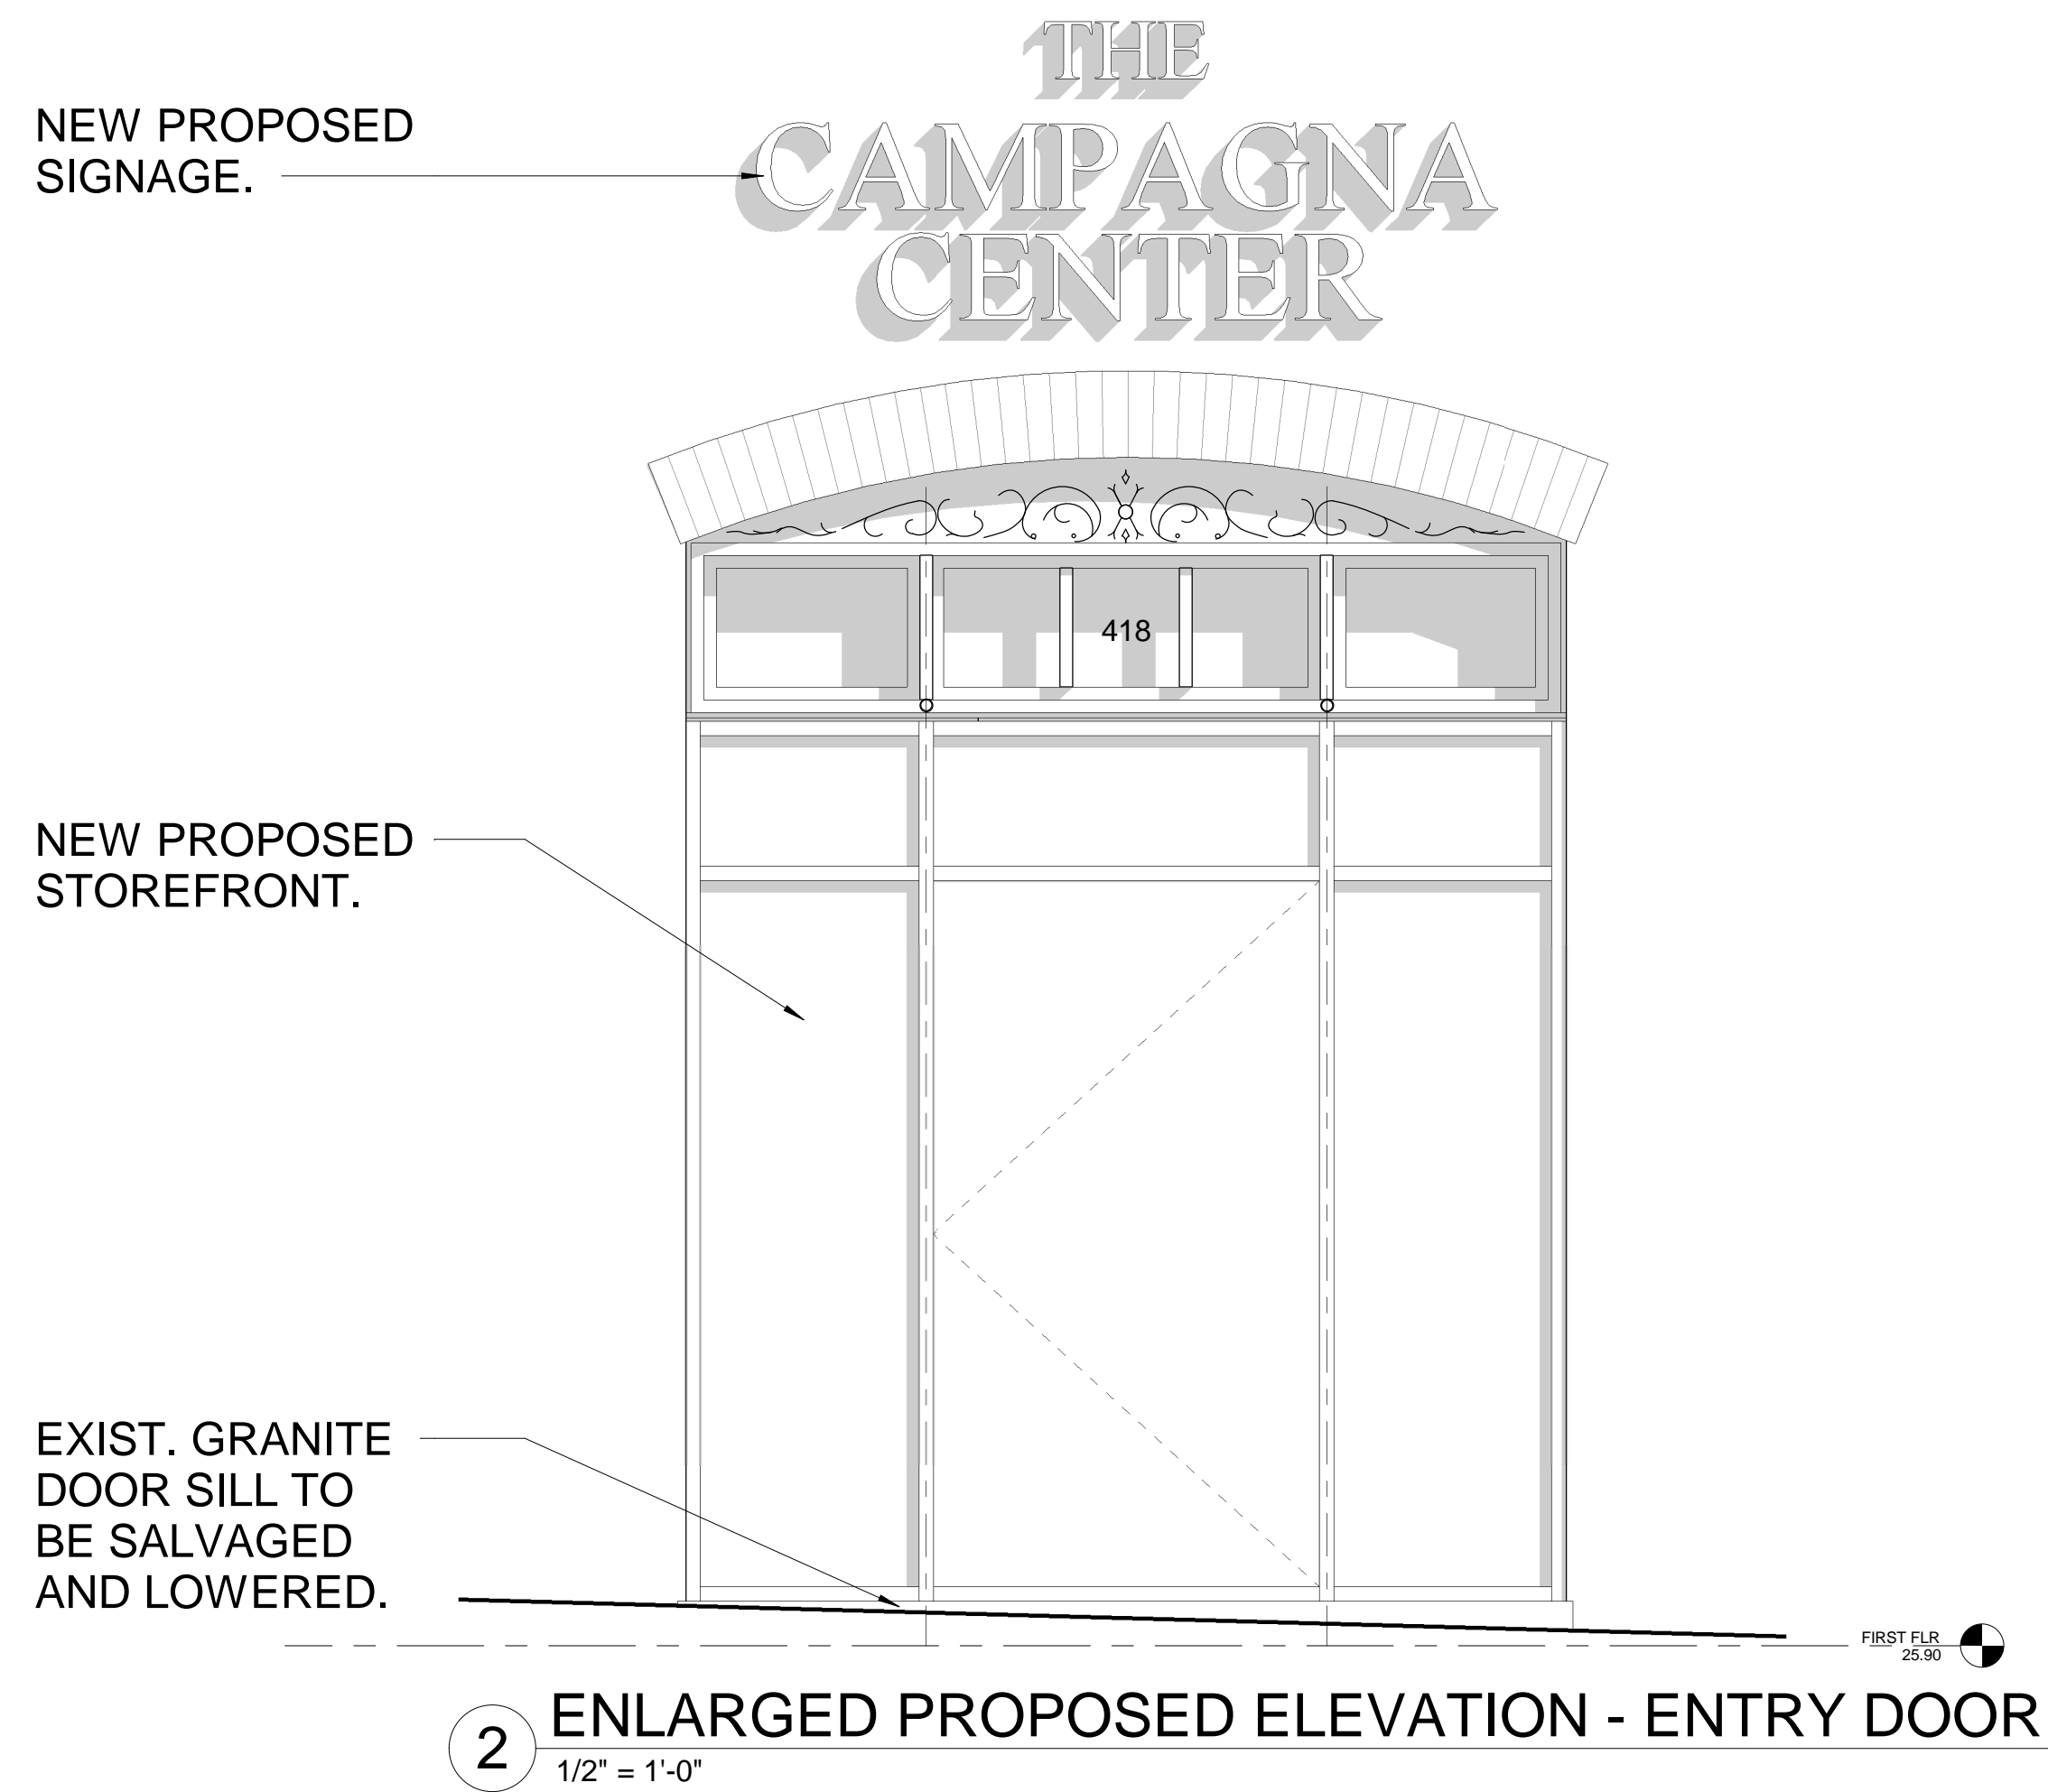 THE
CAMPAGNA
CENTER
NEW PROPOSED
SIGNAGE.
418
NEW PROPOSED
STOREFRONT.
EXIST. GRANITE
DOOR SILL TO
BE SALVAGED
AND LOWERED.
FIRST FLR
25.90
2
ENLARGED PROPOSED ELEVATION - ENTRY DOOR
1/2" = 1'-0"